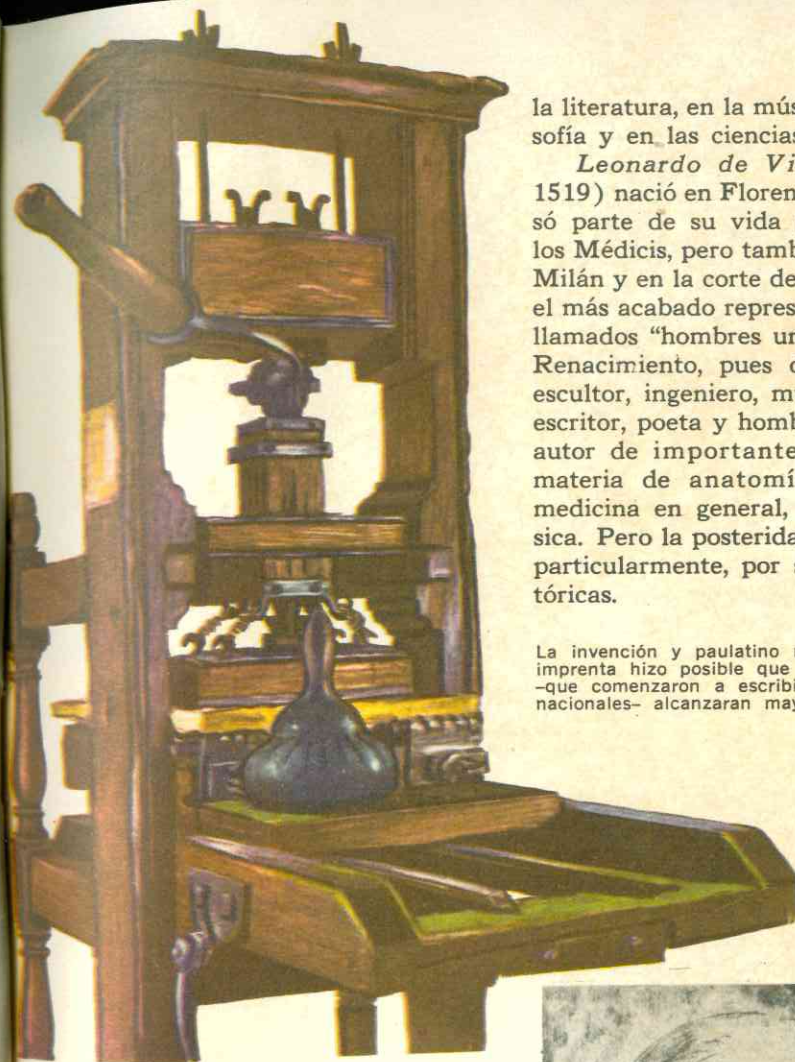 la literatura, en la mús
sofía y en las ciencias
Leonardo de Vi
1519) nació en Floren
só parte de su vida
los Médicis, pero tamb
Milán y en la corte de
el más acabado repres
llamados “hombres un
Renacimiento, pues
escultor, ingeniero, m
escritor, poeta y homb
autor de importante
materia de anatomí
medicina en general,
sica. Pero la posterida
particularmente, por
tóricas.
La invención y paulatino
imprenta hizo posible que
–que comenzaron a escribi
nacionales– alcanzaran may